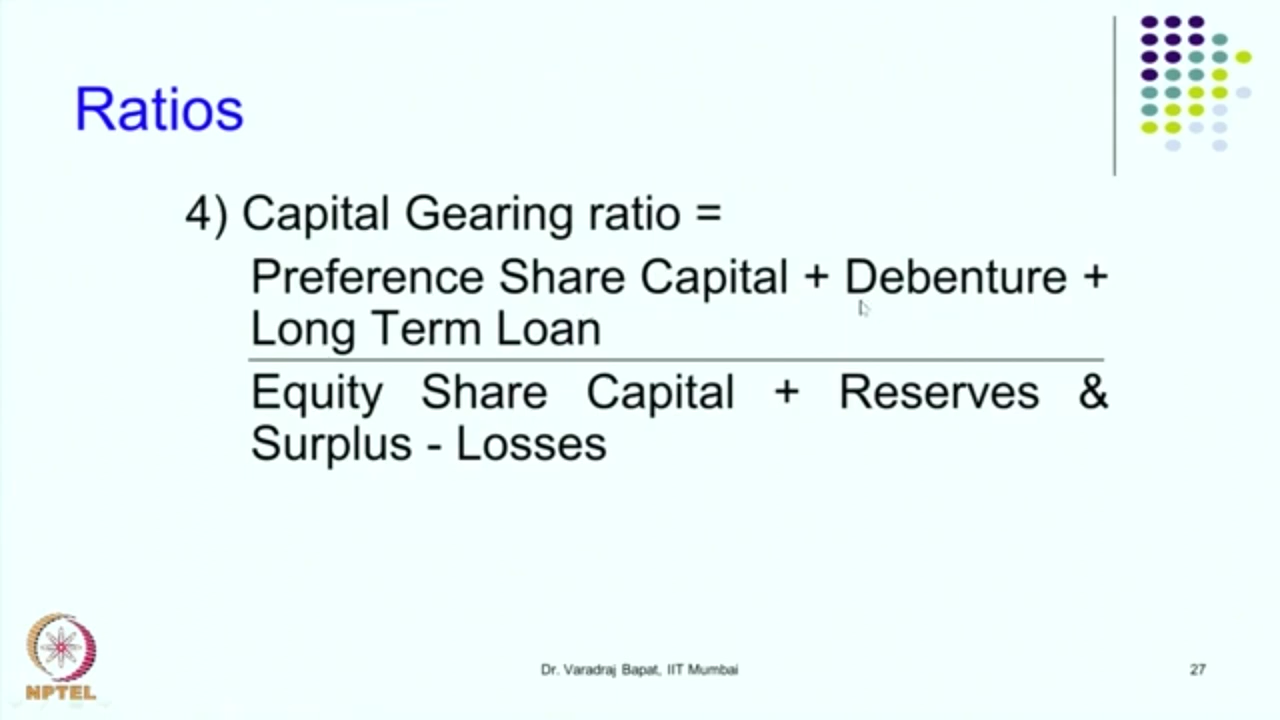 Ratios
4) Capital Gearing ratio =
Preference Share Capital + Debenture +
Long Term Loan
Equity Share Capital + Reserves &
Surplus - Losses
NPTEL
Dr. Varadraj Bapat, IIT Mumbai
27